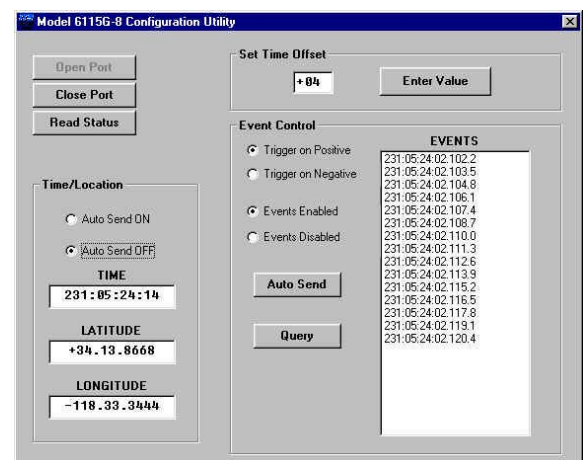 Model 6115G-8 Configuration Utility
Open Port
Close Port
Read Status
Set Time Offset
+04
Enter Value
Time/Location
Auto Send ON
Auto Send OFF
TIME
231:05:24:14
LATITUDE
+34.13.8668
LONGITUDE
-118.33.3444
Event Control
Trigger on Positive
Trigger on Negative
Events Enabled
Events Disabled
Auto Send
Query
EVENTS
231:05:24:02.102.2
231:05:24:02.103.5
231:05:24:02.104.8
231:05:24:02.106.1
231:05:24:02.107.4
231:05:24:02.108.7
231:05:24:02.110.0
231:05:24:02.111.3
231:05:24:02.112.6
231:05:24:02.113.9
231:05:24:02.115.2
231:05:24:02.116.5
231:05:24:02.117.8
231:05:24:02.119.1
231:05:24:02.120.4